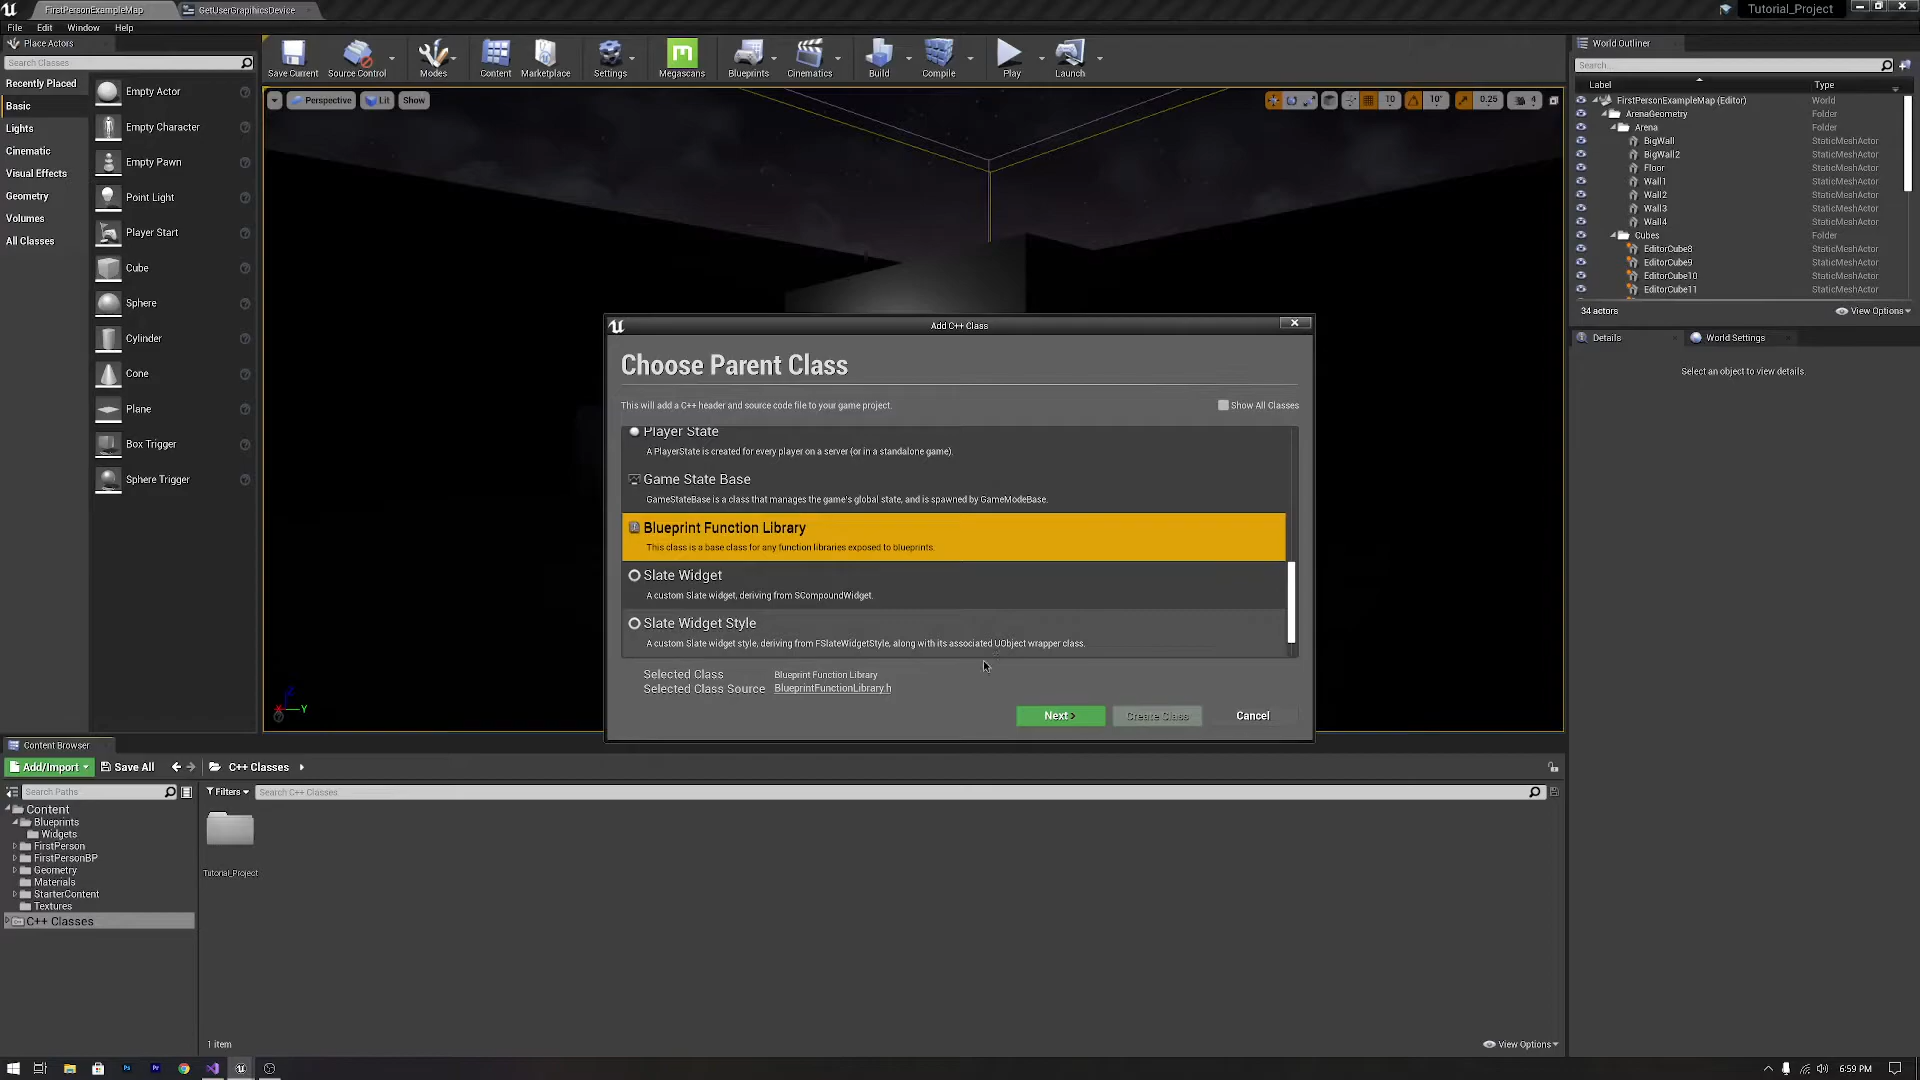 FirstPersonExampleMap
GetUserGrapihicsDevice
Tutorial_Project
File Edit Window Help
Place Actors
Search Classes
Recently Placed
Basic
Lights
Cinematic
Visual Effects
Geometry
Volumes
All Classes
Empty Actor
Empty Character
Empty Pawn
Point Light
Player Start
Cube
Sphere
Cylinder
Cone
Plane
Box Trigger
Sphere Trigger
Save Current
Source Control
Modes
Content
Marketplace
Settings
Megascans
Blueprints
Cinematics
Build
Compile
Play
Launch
Perspective
Lit
Show
10
10°
0.25
4
World Outliner
Search...
Label Type
FirstPersonExampleMap (Editor) World
ArenaGeometry Folder
Arena Folder
BigWall StaticMeshActor
BigWall2 StaticMeshActor
Floor StaticMeshActor
Wall1 StaticMeshActor
Wall2 StaticMeshActor
Wall3 StaticMeshActor
Wall4 StaticMeshActor
Cubes Folder
EditorCube8 StaticMeshActor
EditorCube9 StaticMeshActor
EditorCube10 StaticMeshActor
EditorCube11 StaticMeshActor
34 actors
View Options
Details
World Settings
Select an object to view details.
Add C++ Class
Choose Parent Class
This will add a C++ header and source code file to your game project.
Show All Classes
Player State
A PlayerState is created for every player on a server (or in a standalone game).
Game State Base
GameStateBase is a class that manages the game's global state, and is spawned by GameModeBase.
Blueprint Function Library
This class is a base class for any function libraries exposed to blueprints.
Slate Widget
A custom Slate widget, deriving from SCompoundWidget.
Slate Widget Style
A custom Slate widget style, deriving from FSlateWidgetStyle, along with its associated UObject wrapper class.
Selected Class Blueprint Function Library
Selected Class Source BlueprintFunctionLibrary.h
Next >
Create Class
Cancel
X
Y
Z
Content Browser
Add/Import
Save All
C++ Classes
Search Paths
Filters
Search C++ Classes
Content
Blueprints
Widgets
FirstPerson
FirstPersonBP
Geometry
Materials
StarterContent
Textures
C++ Classes
Tutorial_Project
1 item
View Options
6:59 PM